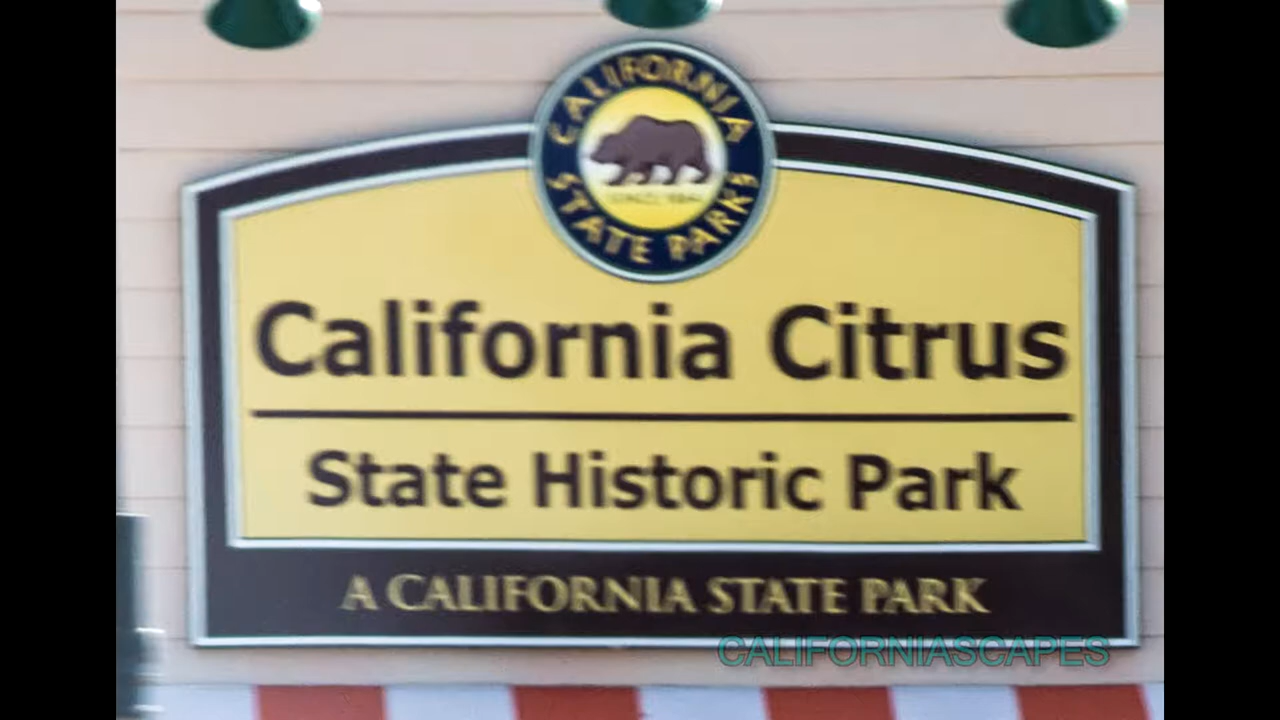 CALIFORNIA
STATE PARKS
California Citrus
State Historic Park
A CALIFORNIA STATE PARK
CALIFORNIASCAPES